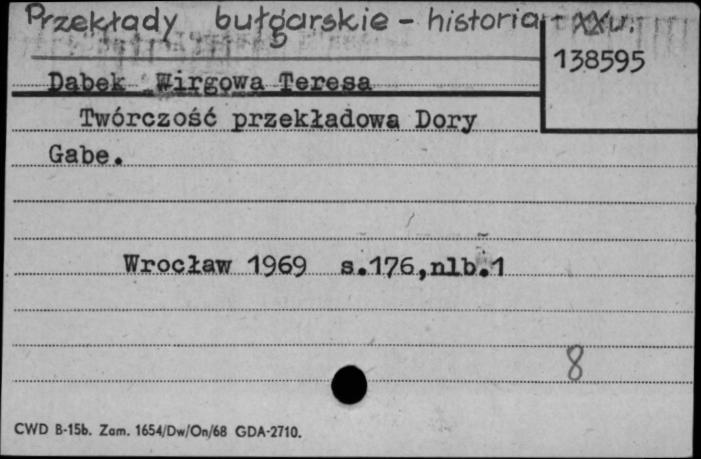 Przekłady bułgarskie - historia - XXw.
138595
Dabek Wirgowa Teresa
Twórczość przekładowa Dory
Gabe.
Wrocław 1969 s.176,nlb.1
8
CWD B-15b. Zam. 1654/Dw/On/68 GDA-2710.